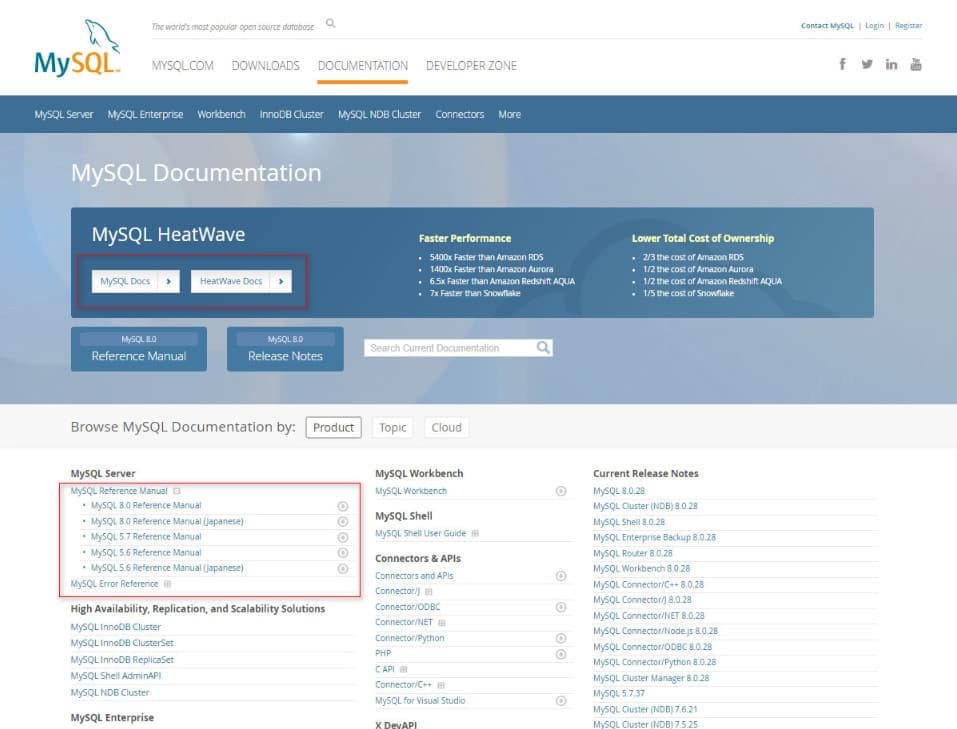 The world's most popular open source database
Contact MySQL | Login | Register
MySQL™
MYSQL.COM DOWNLOADS DOCUMENTATION DEVELOPER ZONE
MySQL Server MySQL Enterprise Workbench InnoDB Cluster MySQL NDB Cluster Connectors More
MySQL Documentation
MySQL HeatWave
MySQL Docs
HeatWave Docs
Faster Performance
• 5400x Faster than Amazon RDS
• 1400x Faster than Amazon Aurora
• 6.5x Faster than Amazon Redshift AQUA
• 7x Faster than Snowflake
Lower Total Cost of Ownership
• 2/3 the cost of Amazon RDS
• 1/2 the cost of Amazon Aurora
• 1/2 the cost of Amazon Redshift AQUA
• 1/5 the cost of Snowflake
MySQL 8.0
Reference Manual
MySQL 8.0
Release Notes
Search Current Documentation
Browse MySQL Documentation by: Product Topic Cloud
MySQL Server
MySQL Reference Manual
• MySQL 8.0 Reference Manual
• MySQL 8.0 Reference Manual (Japanese)
• MySQL 5.7 Reference Manual
• MySQL 5.6 Reference Manual
• MySQL 5.6 Reference Manual (Japanese)
MySQL Error Reference
High Availability, Replication, and Scalability Solutions
MySQL InnoDB Cluster
MySQL InnoDB ClusterSet
MySQL InnoDB ReplicaSet
MySQL Shell AdminAPI
MySQL NDB Cluster
MySQL Enterprise
MySQL Workbench
MySQL Workbench
MySQL Shell
MySQL Shell User Guide
Connectors & APIs
Connectors and APIs
Connector/J
Connector/ODBC
Connector/NET
Connector/Python
PHP
C API
Connector/C++
MySQL for Visual Studio
X DevAPI
Current Release Notes
MySQL 8.0.28
MySQL Cluster (NDB) 8.0.28
MySQL Shell 8.0.28
MySQL Enterprise Backup 8.0.28
MySQL Router 8.0.28
MySQL Workbench 8.0.28
MySQL Connector/C++ 8.0.28
MySQL Connector/J 8.0.28
MySQL Connector/NET 8.0.28
MySQL Connector/Node.js 8.0.28
MySQL Connector/ODBC 8.0.28
MySQL Connector/Python 8.0.28
MySQL Cluster Manager 8.0.28
MySQL 5.7.37
MySQL Cluster (NDB) 7.6.21
MySQL Cluster (NDB) 7.5.25